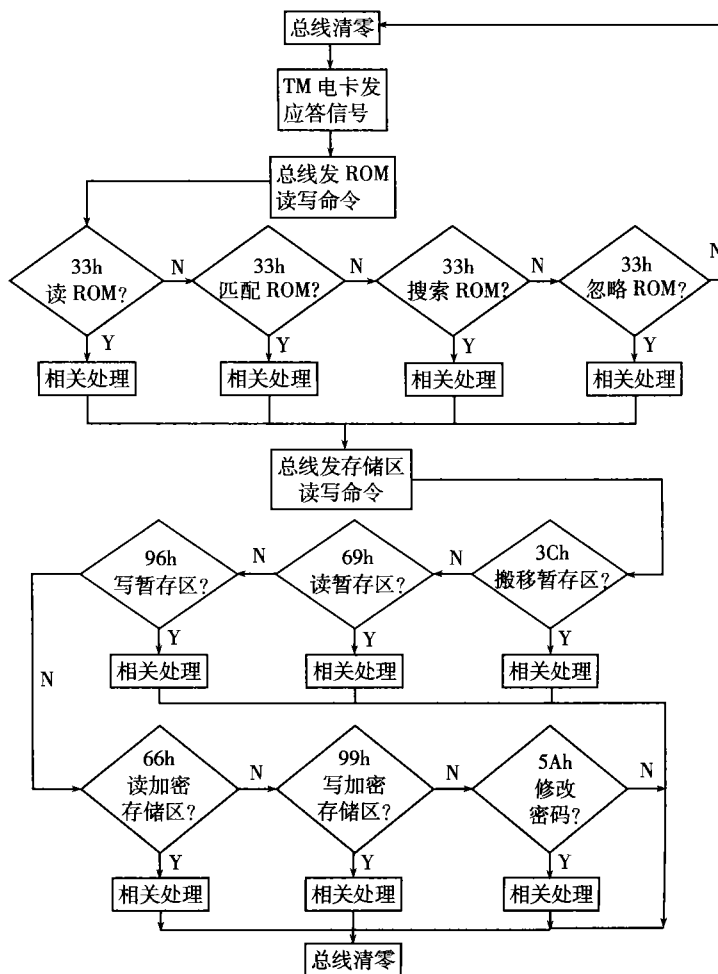 总线清零
TM 电卡发
应答信号
总线发 ROM
读写命令
33h
读 ROM?
N
33h
匹配 ROM?
N
33h
搜索 ROM?
N
33h
忽略 ROM?
N
Y
Y
Y
Y
相关处理
相关处理
相关处理
相关处理
总线发存储区
读写命令
96h
写暂存区?
N
69h
读暂存区?
N
3Ch
搬移暂存区?
Y
Y
Y
相关处理
相关处理
相关处理
N
66h
读加密
存储区?
N
99h
写加密
存储区?
N
5Ah
修改
密码?
N
Y
Y
Y
相关处理
相关处理
相关处理
总线清零